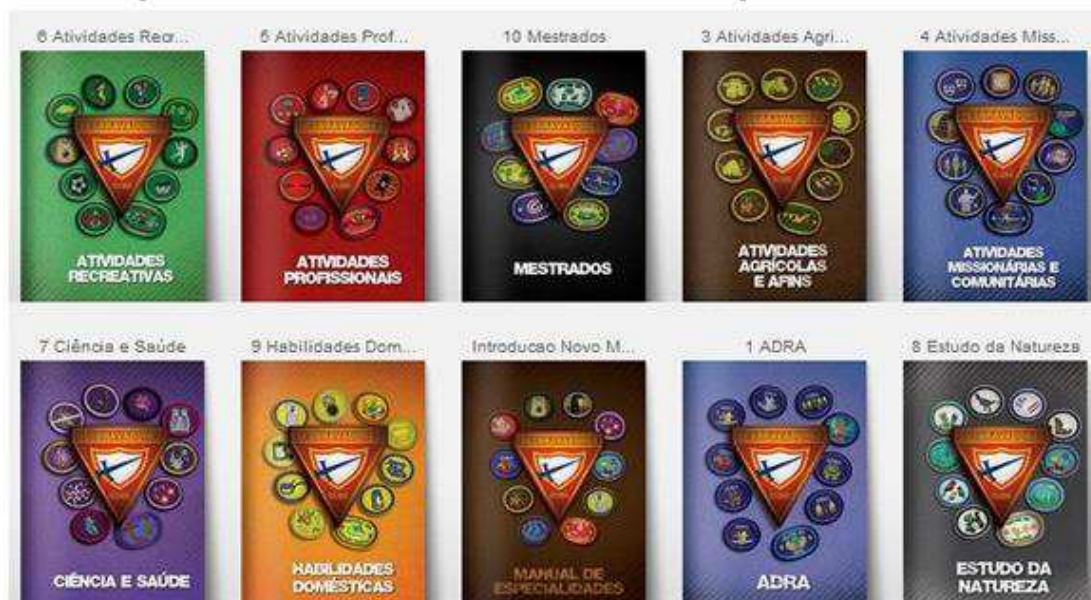 6 Atividades Recr...
5 Atividades Prof...
10 Mestrados
3 Atividades Agri...
4 Atividades Miss...
ATIVIDADES
RECREATIVAS
ATIVIDADES
PROFISSIONAIS
MESTRADOS
ATIVIDADES
AGRÍCOLAS
E AFINS
ATIVIDADES
MISSIONÁRIAS E
COMUNITÁRIAS
7 Ciência e Saúde
9 Habilidades Dom...
Introducao Novo M...
1 ADRA
8 Estudo da Natureza
CIÊNCIA E SAÚDE
HABILIDADES
DOMÉSTICAS
MANUAL DE
ESPECIALIDADES
ADRA
ESTUDO DA
NATUREZA